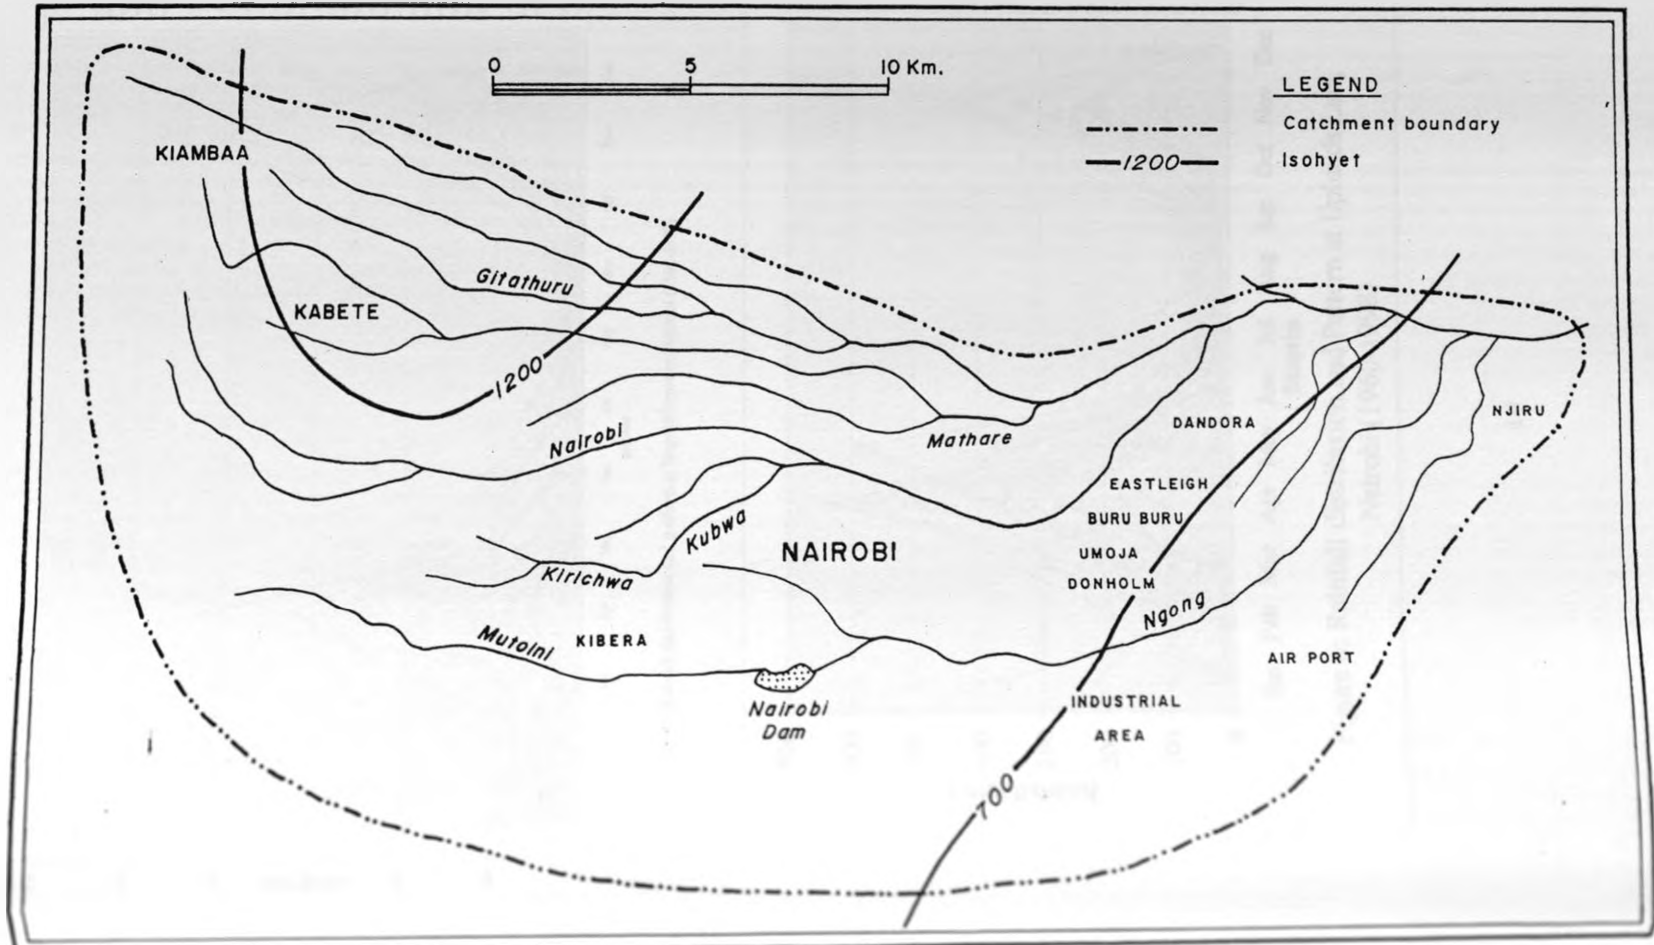 0 5 10 Km.
LEGEND
Catchment boundary
1200 Isohyet
KIAMBAA
Gitathuru
KABETE
1200
NJIRU
DANDORA
Mathare
Nairobi
EASTLEIGH
BURU BURU
Kubwa
NAIROBI
UMOJA
DONHOLM
Kirichwa
Ngong
Mutoini
KIBERA
AIR PORT
Nairobi
Dam
INDUSTRIAL
AREA
700